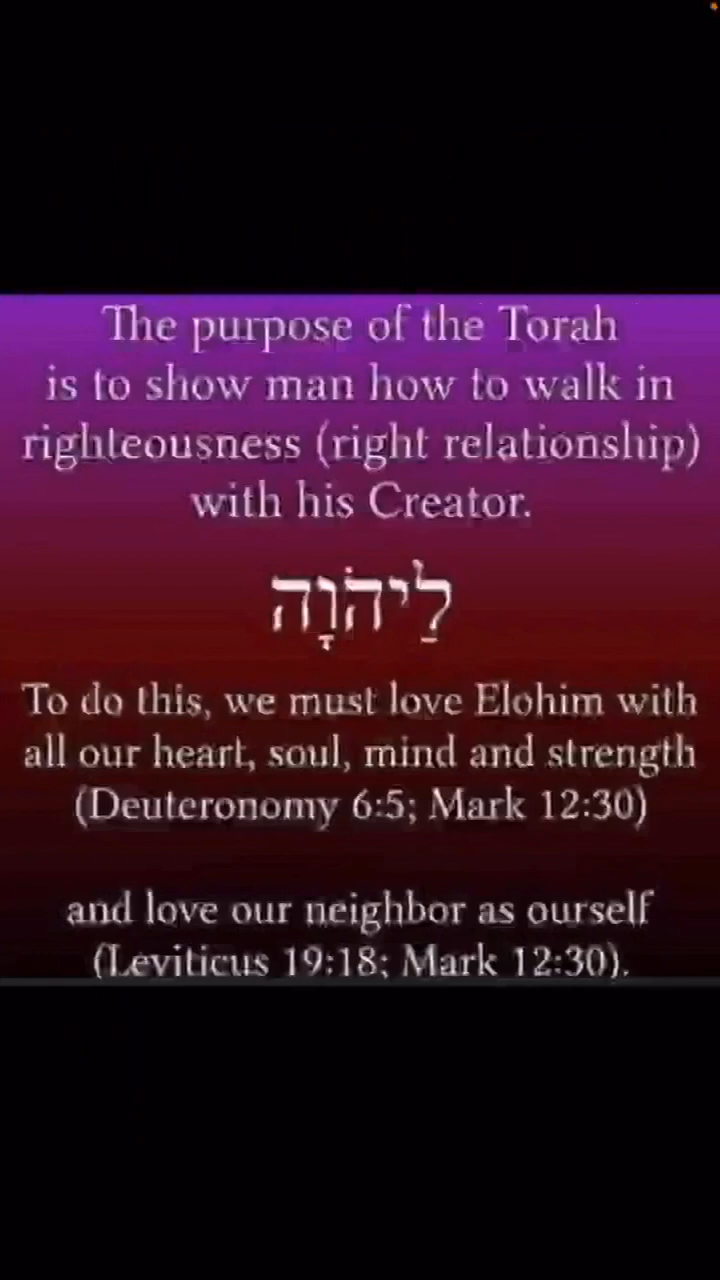 The purpose of the Torah
is to show man how to walk in
righteousness (right relationship)
with his Creator.
לַיהֹוָה
To do this, we must love Elohim with
all our heart, soul, mind and strength
(Deuteronomy 6:5; Mark 12:30)
and love our neighbor as ourself
(Leviticus 19:18; Mark 12:30).